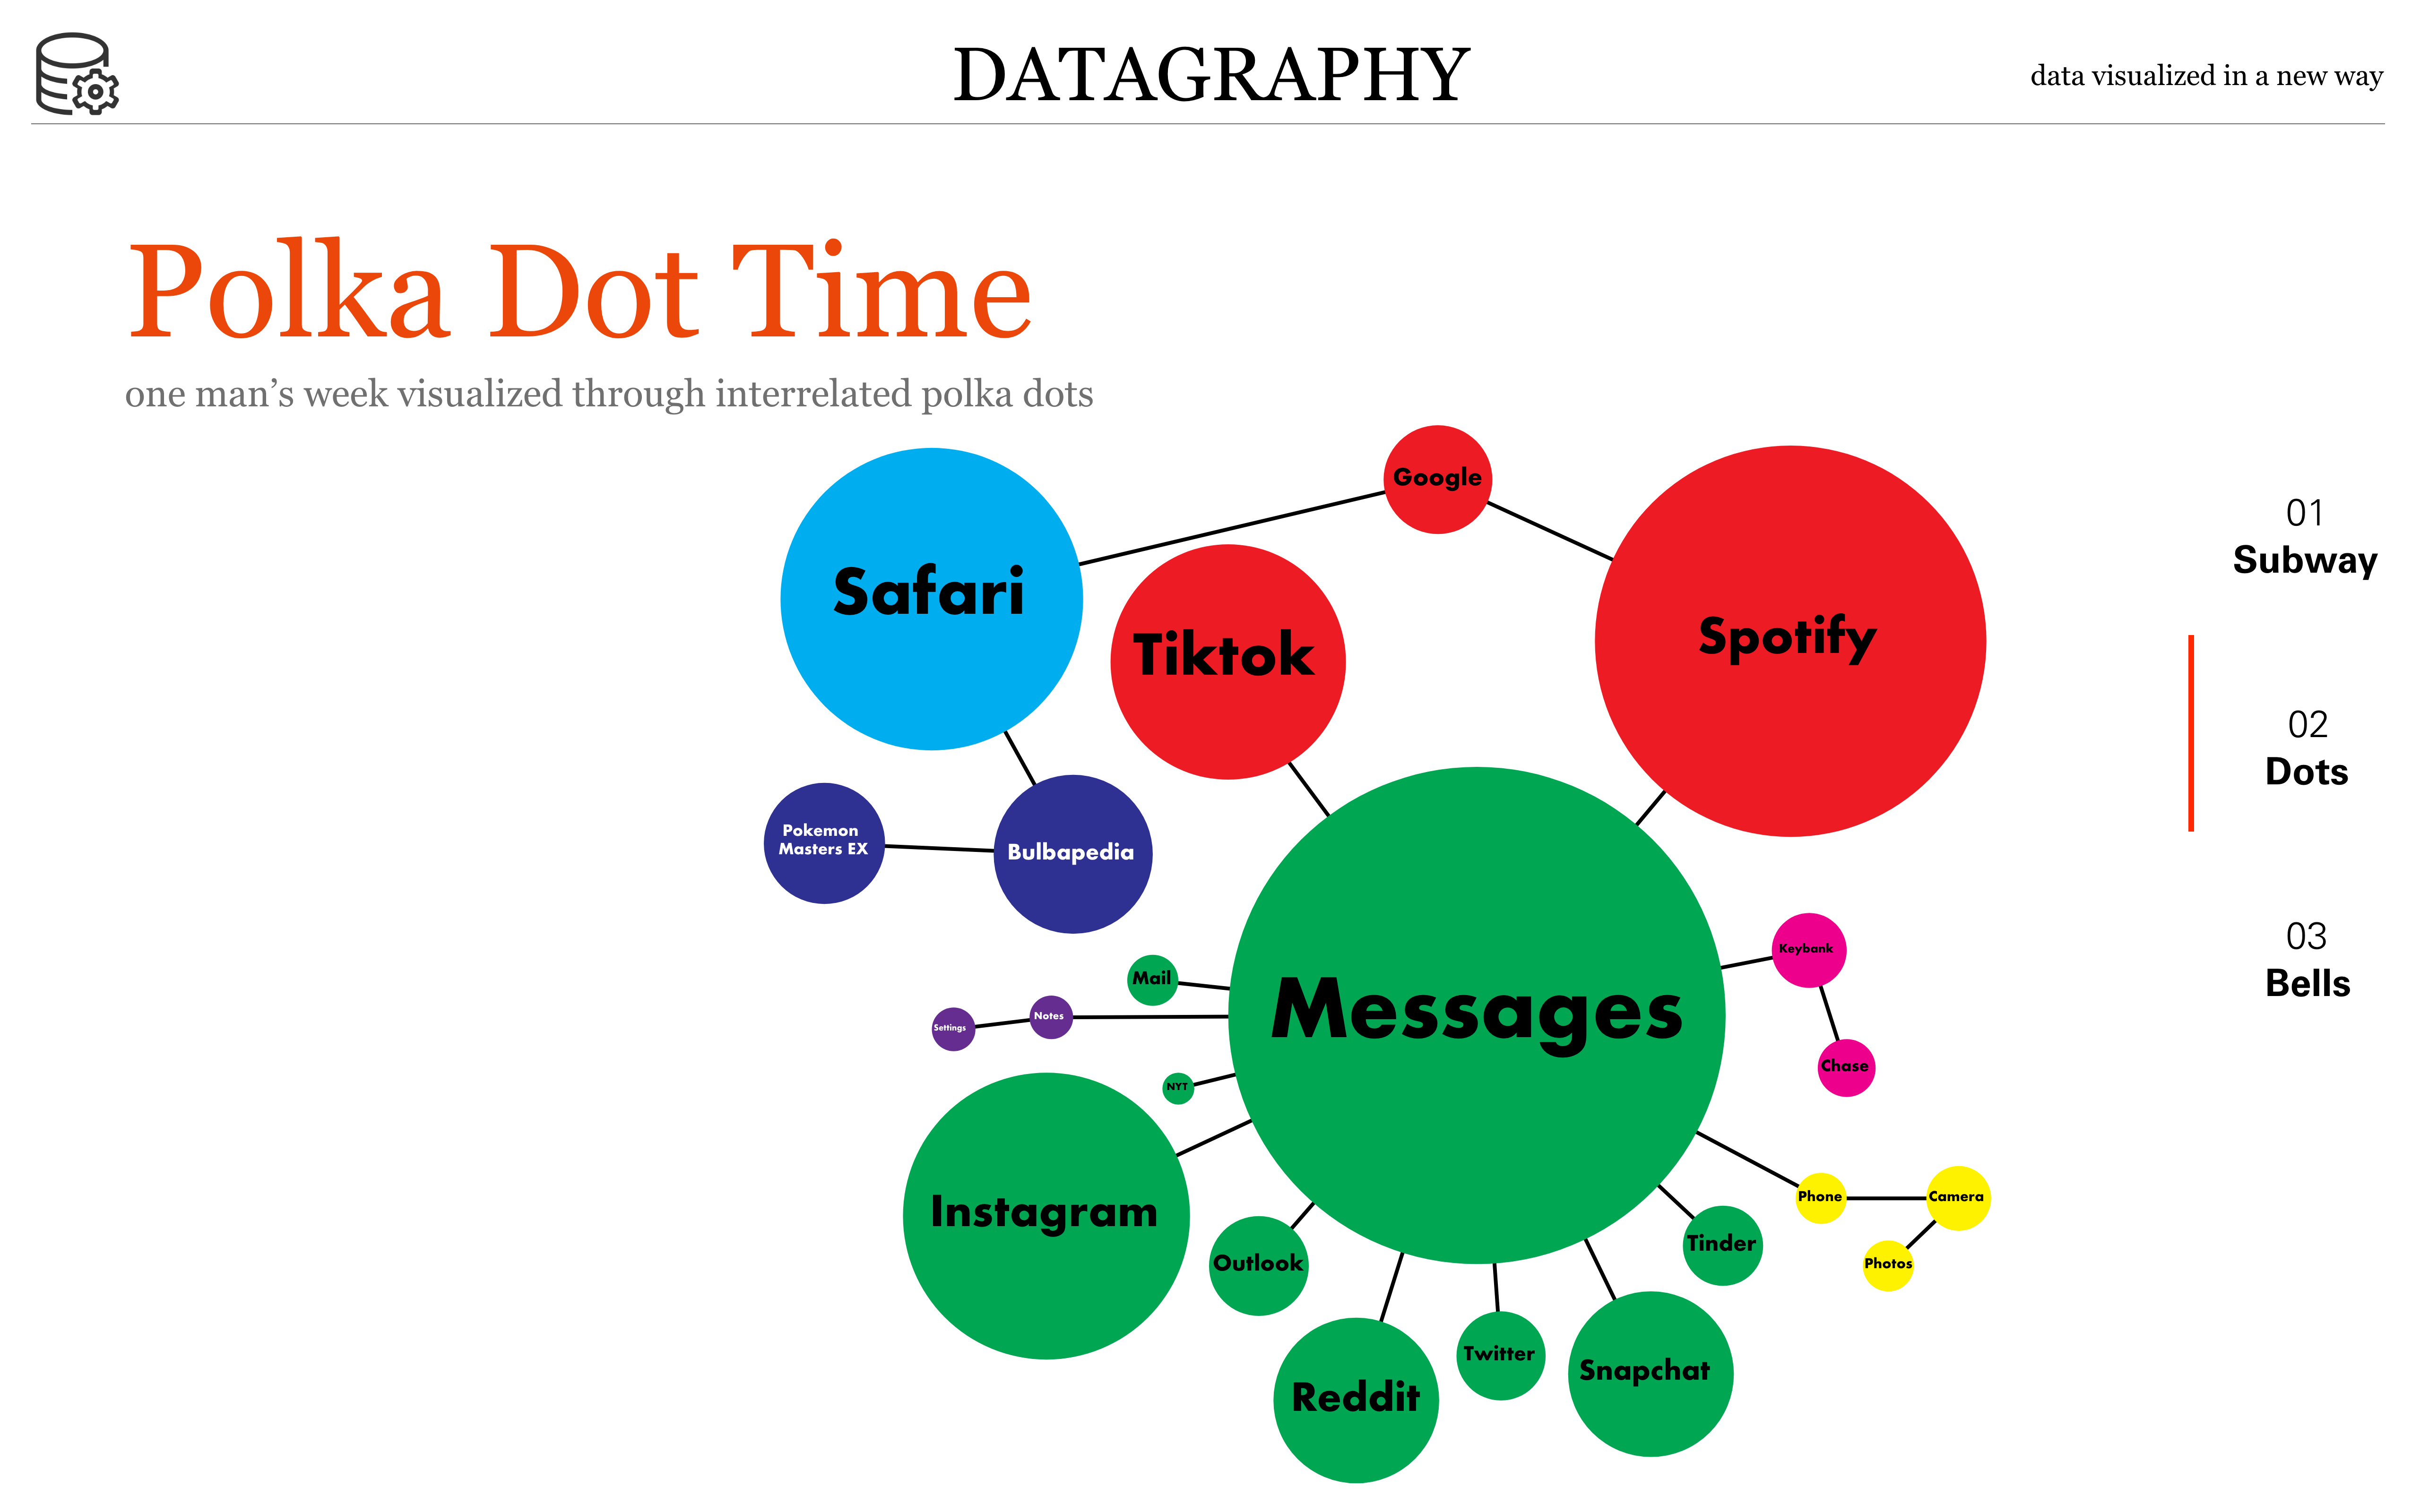 DATAGRAPHY
data visualized in a new way
Polka Dot Time
one man’s week visualized through interrelated polka dots
Google
Safari
Tiktok
Spotify
01
Subway
02
Dots
Pokemon
Masters EX
Bulbapedia
03
Bells
Keybank
Mail
Settings
Notes
Messages
NYT
Chase
Instagram
Outlook
Tinder
Phone
Camera
Photos
Reddit
Twitter
Snapchat